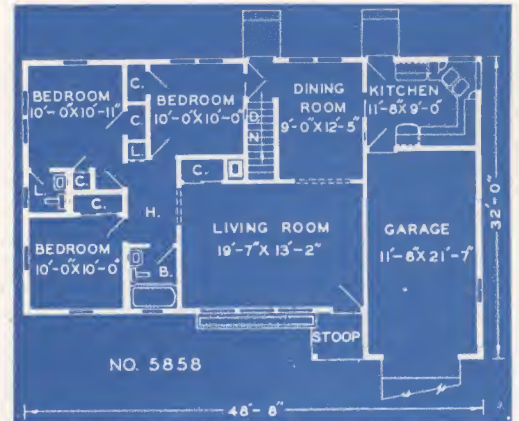 BEDROOM
10'-0"X10'-11"
C.
C.
L.
BEDROOM
10'-0"X10'-0"
D
N.
DINING
ROOM
9'-0"X12'-5"
KITCHEN
11'-8"X9'-0"
L.
C.
C.
C.
H.
BEDROOM
10'-0"X10'-0"
B.
LIVING ROOM
19'-7"X 13'-2"
GARAGE
11'-8"X21'-7"
32'-0"
STOOP
NO. 5858
48'-8"